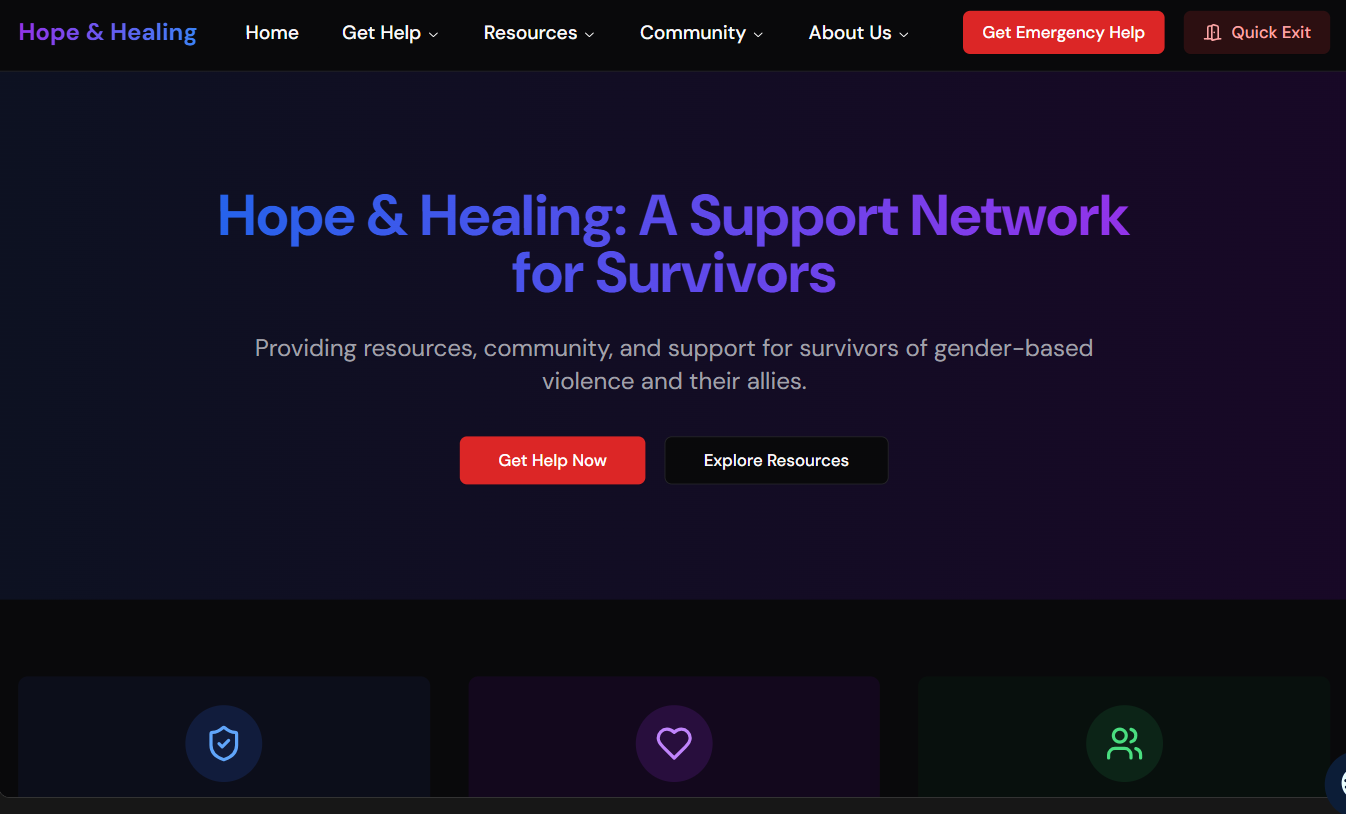 Hope & Healing
Home
Get Help
Resources
Community
About Us
Get Emergency Help
Quick Exit
Hope & Healing: A Support Network
for Survivors
Providing resources, community, and support for survivors of gender-based
violence and their allies.
Get Help Now
Explore Resources